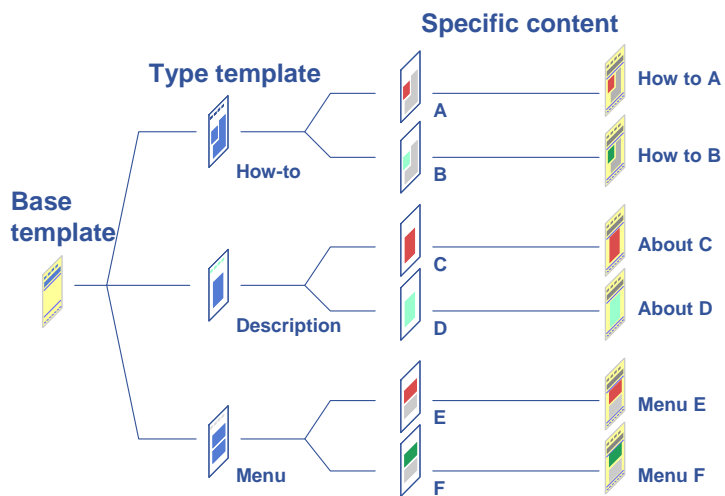 Specific content
Type template
Base
template
How-to
Description
Menu
A
B
C
D
E
F
How to A
How to B
About C
About D
Menu E
Menu F